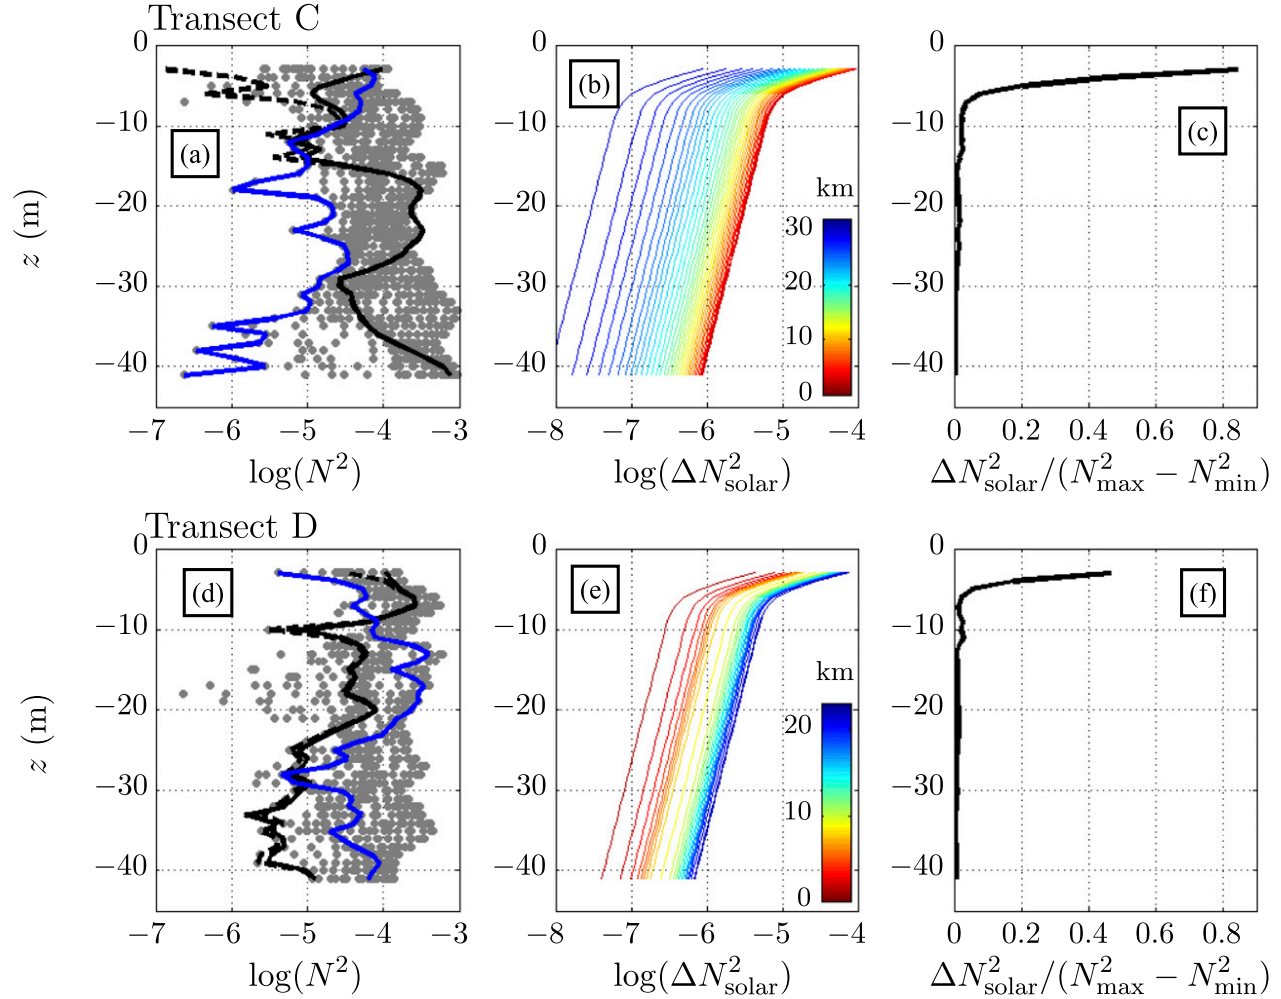 Transect C
0 0 0
(b)
−10 −10 −10
(a) (c)
z (m)
km
−20 −20 30 −20
−30 −30 20 −30
10
−40 −40 0 −40
−7 −6 −5 −4 −3 −8 −7 −6 −5 −4 0 0.2 0.4 0.6 0.8
log(N²) log(ΔN²solar) ΔN²solar/(N²max − N²min)
Transect D
0 0 0
(d) (e) (f)
−10 −10 −10
km
z (m)
−20 −20 20 −20
−30 −30 10 −30
−40 −40 0 −40
−7 −6 −5 −4 −3 −8 −7 −6 −5 −4 0 0.2 0.4 0.6 0.8
log(N²) log(ΔN²solar) ΔN²solar/(N²max − N²min)